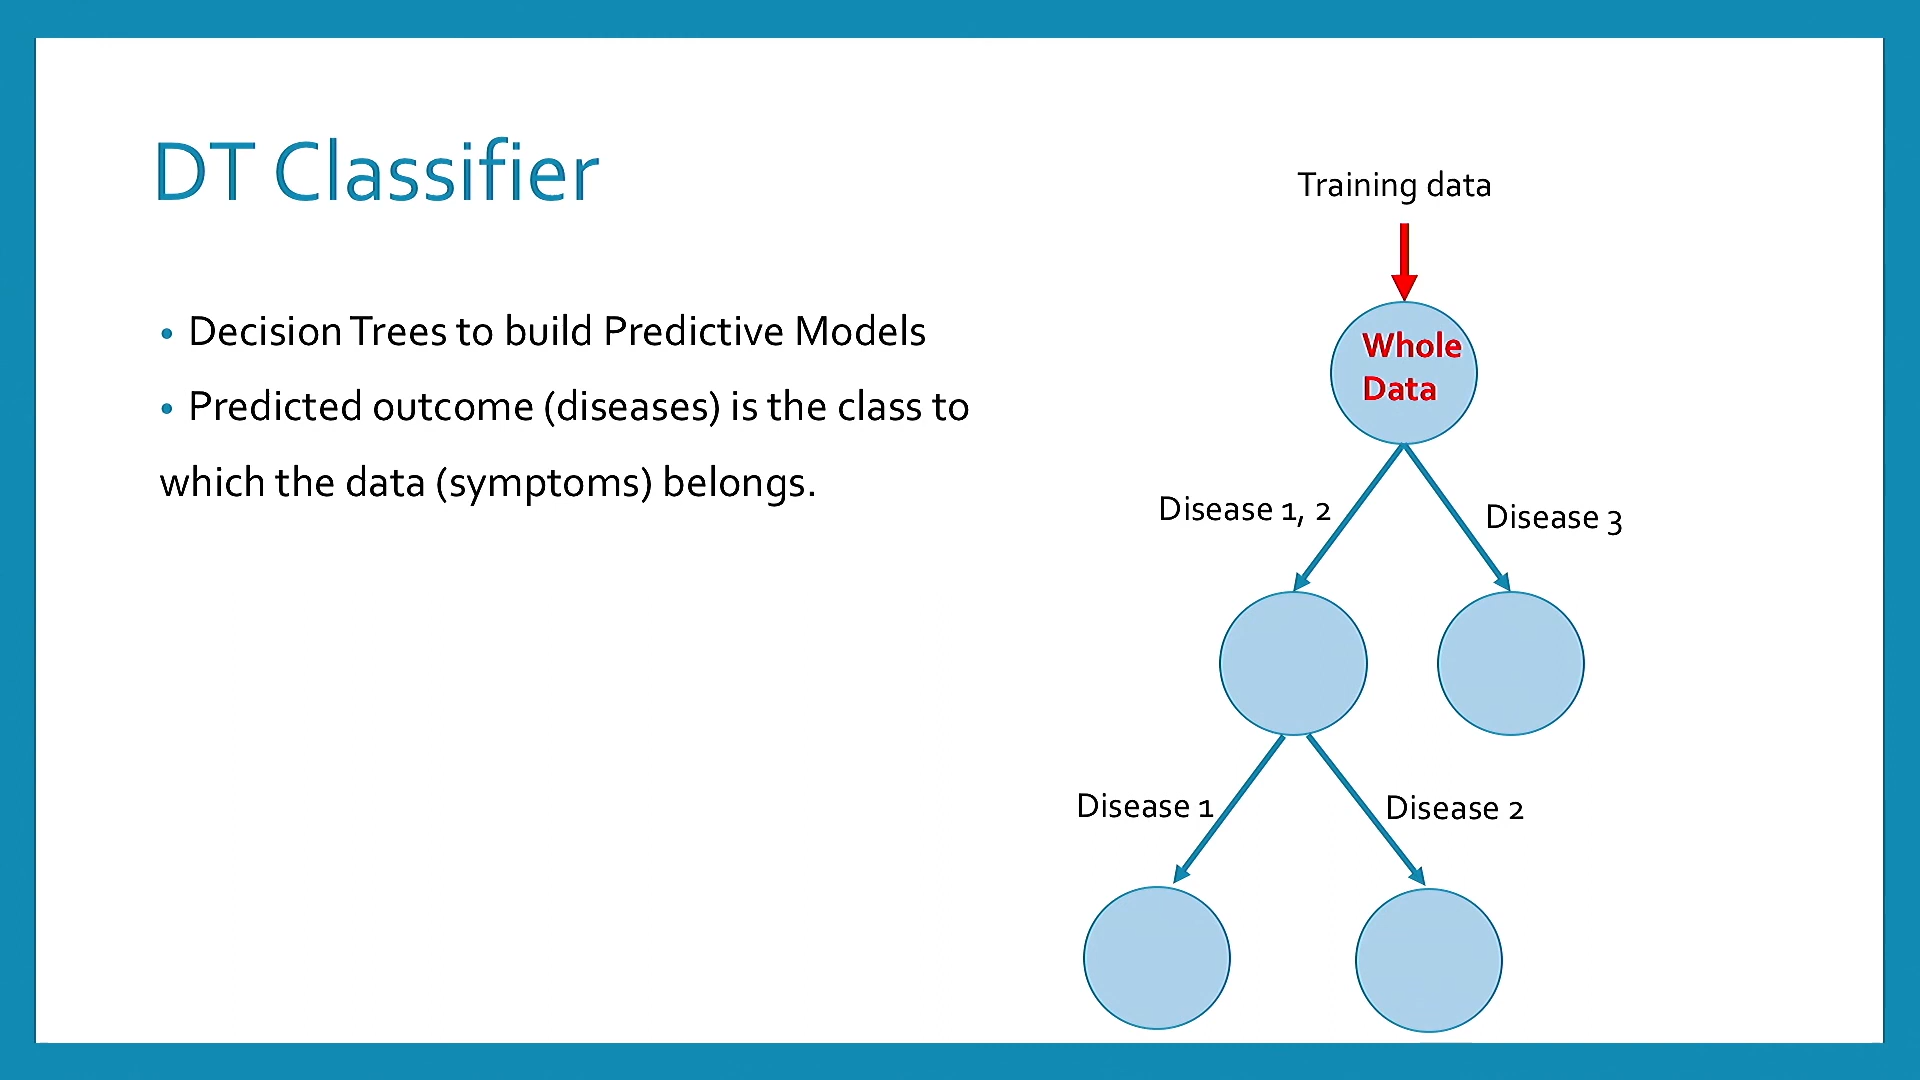 DT Classifier
• Decision Trees to build Predictive Models
• Predicted outcome (diseases) is the class to
which the data (symptoms) belongs.
Training data
Whole
Data
Disease 1, 2
Disease 3
Disease 1
Disease 2